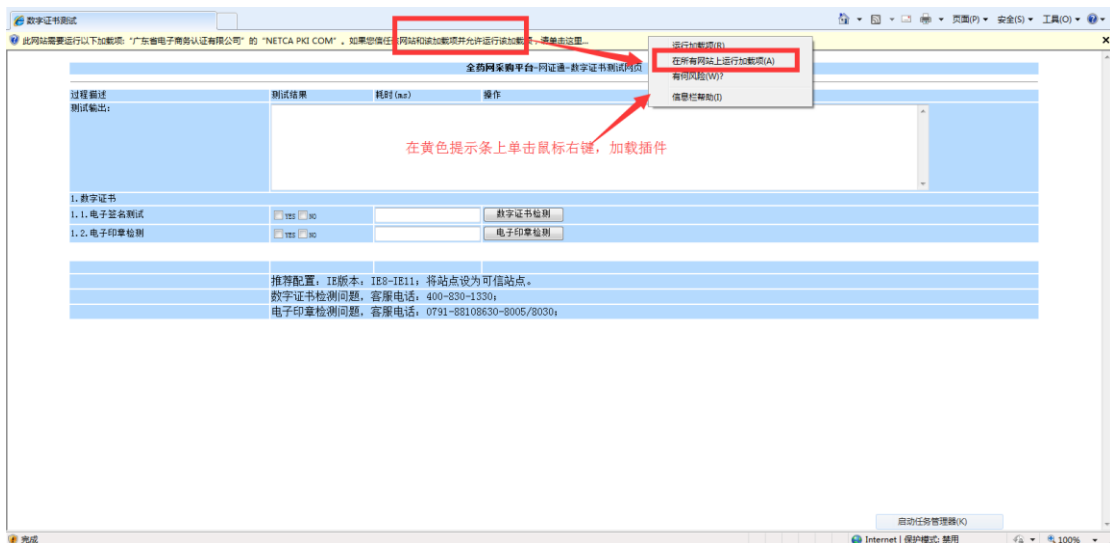 数字证书测试
页面(P) 安全(S) 工具(O)
此网站需要运行以下加载项: “广东省电子商务认证有限公司” 的 “NETCA PKI COM” 。如果您信任该网站和该加载项并允许运行该加载项，请单击这里...
运行加载项(R)
在所有网站上运行加载项(A)
有何风险(W)?
信息栏帮助(I)
全药网采购平台-网证通-数字证书测试网页
过程描述 测试结果 耗时(ms) 操作
测试输出:
在黄色提示条上单击鼠标右键，加载插件
1.数字证书
1.1.电子签名测试 YES NO 数字证书检测
1.2.电子印章检测 YES NO 电子印章检测
推荐配置，IE版本: IE8-IE11; 将站点设为可信站点。
数字证书检测问题，客服电话: 400-830-1330;
电子印章检测问题，客服电话: 0791-88108630-8005/8030;
启动任务管理器(K)
完成 Internet | 保护模式: 禁用 100%